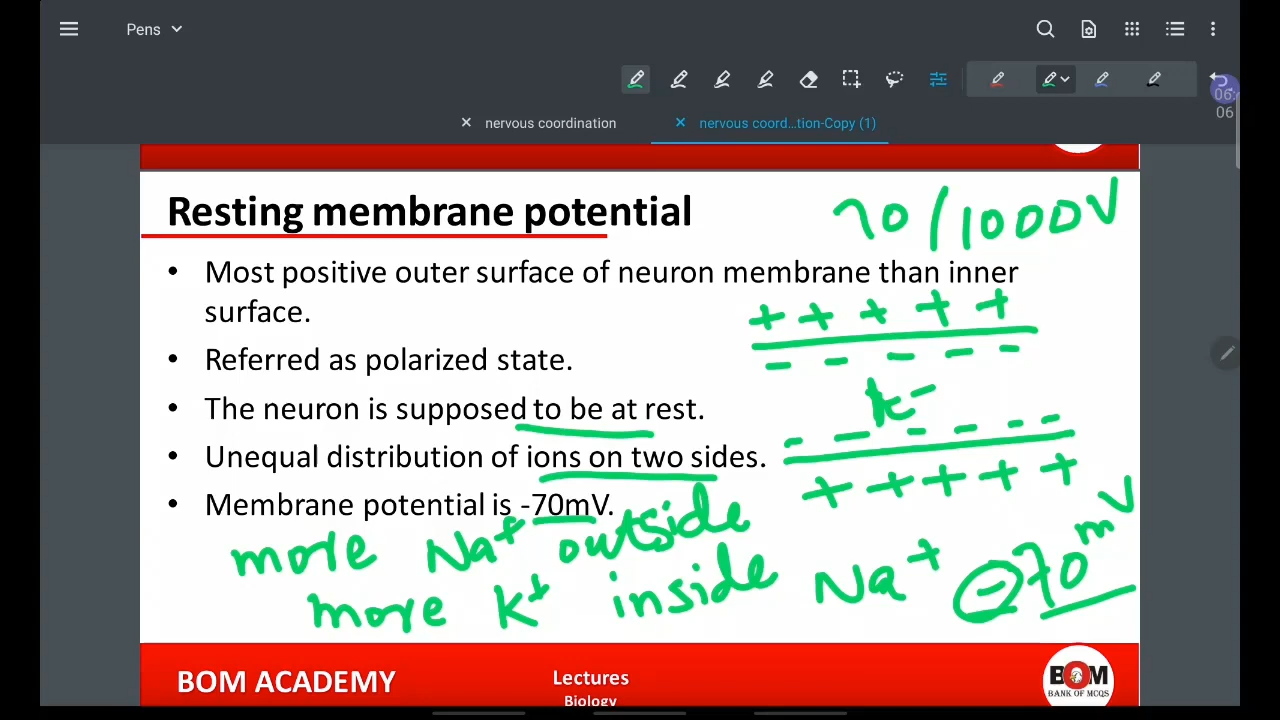 Pens
06:
06
nervous coordination
nervous coord...tion-Copy (1)
Resting membrane potential
70/1000V
• Most positive outer surface of neuron membrane than inner
surface.
+ + + + +
- - - - -
• Referred as polarized state.
K-
• The neuron is supposed to be at rest.
- - - - - -
• Unequal distribution of ions on two sides.
+ + + + +
• Membrane potential is -70mV.
more Na+ outside
more K+ inside Na+ -70mV
BOM ACADEMY
Lectures
Biology
BOM
BANK OF MCQS